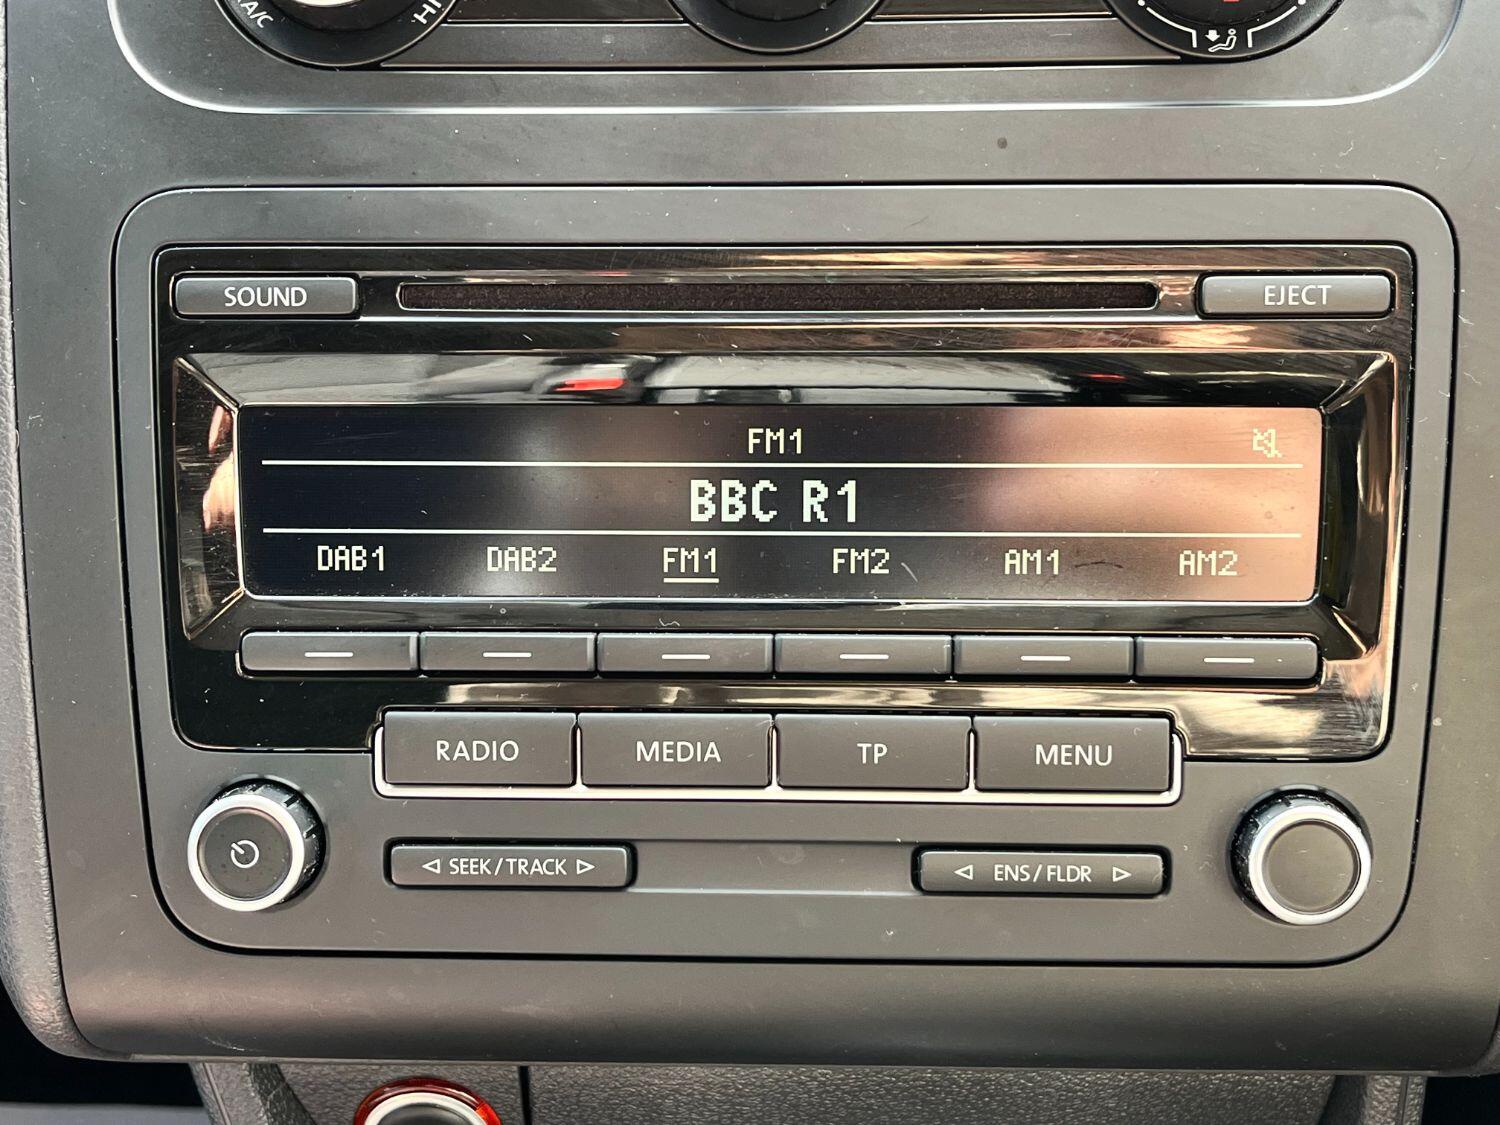 A/C
SOUND EJECT
FM1
BBC R1
DAB1 DAB2 FM1 FM2 AM1 AM2
RADIO MEDIA TP MENU
SEEK/TRACK ENS/FLDR